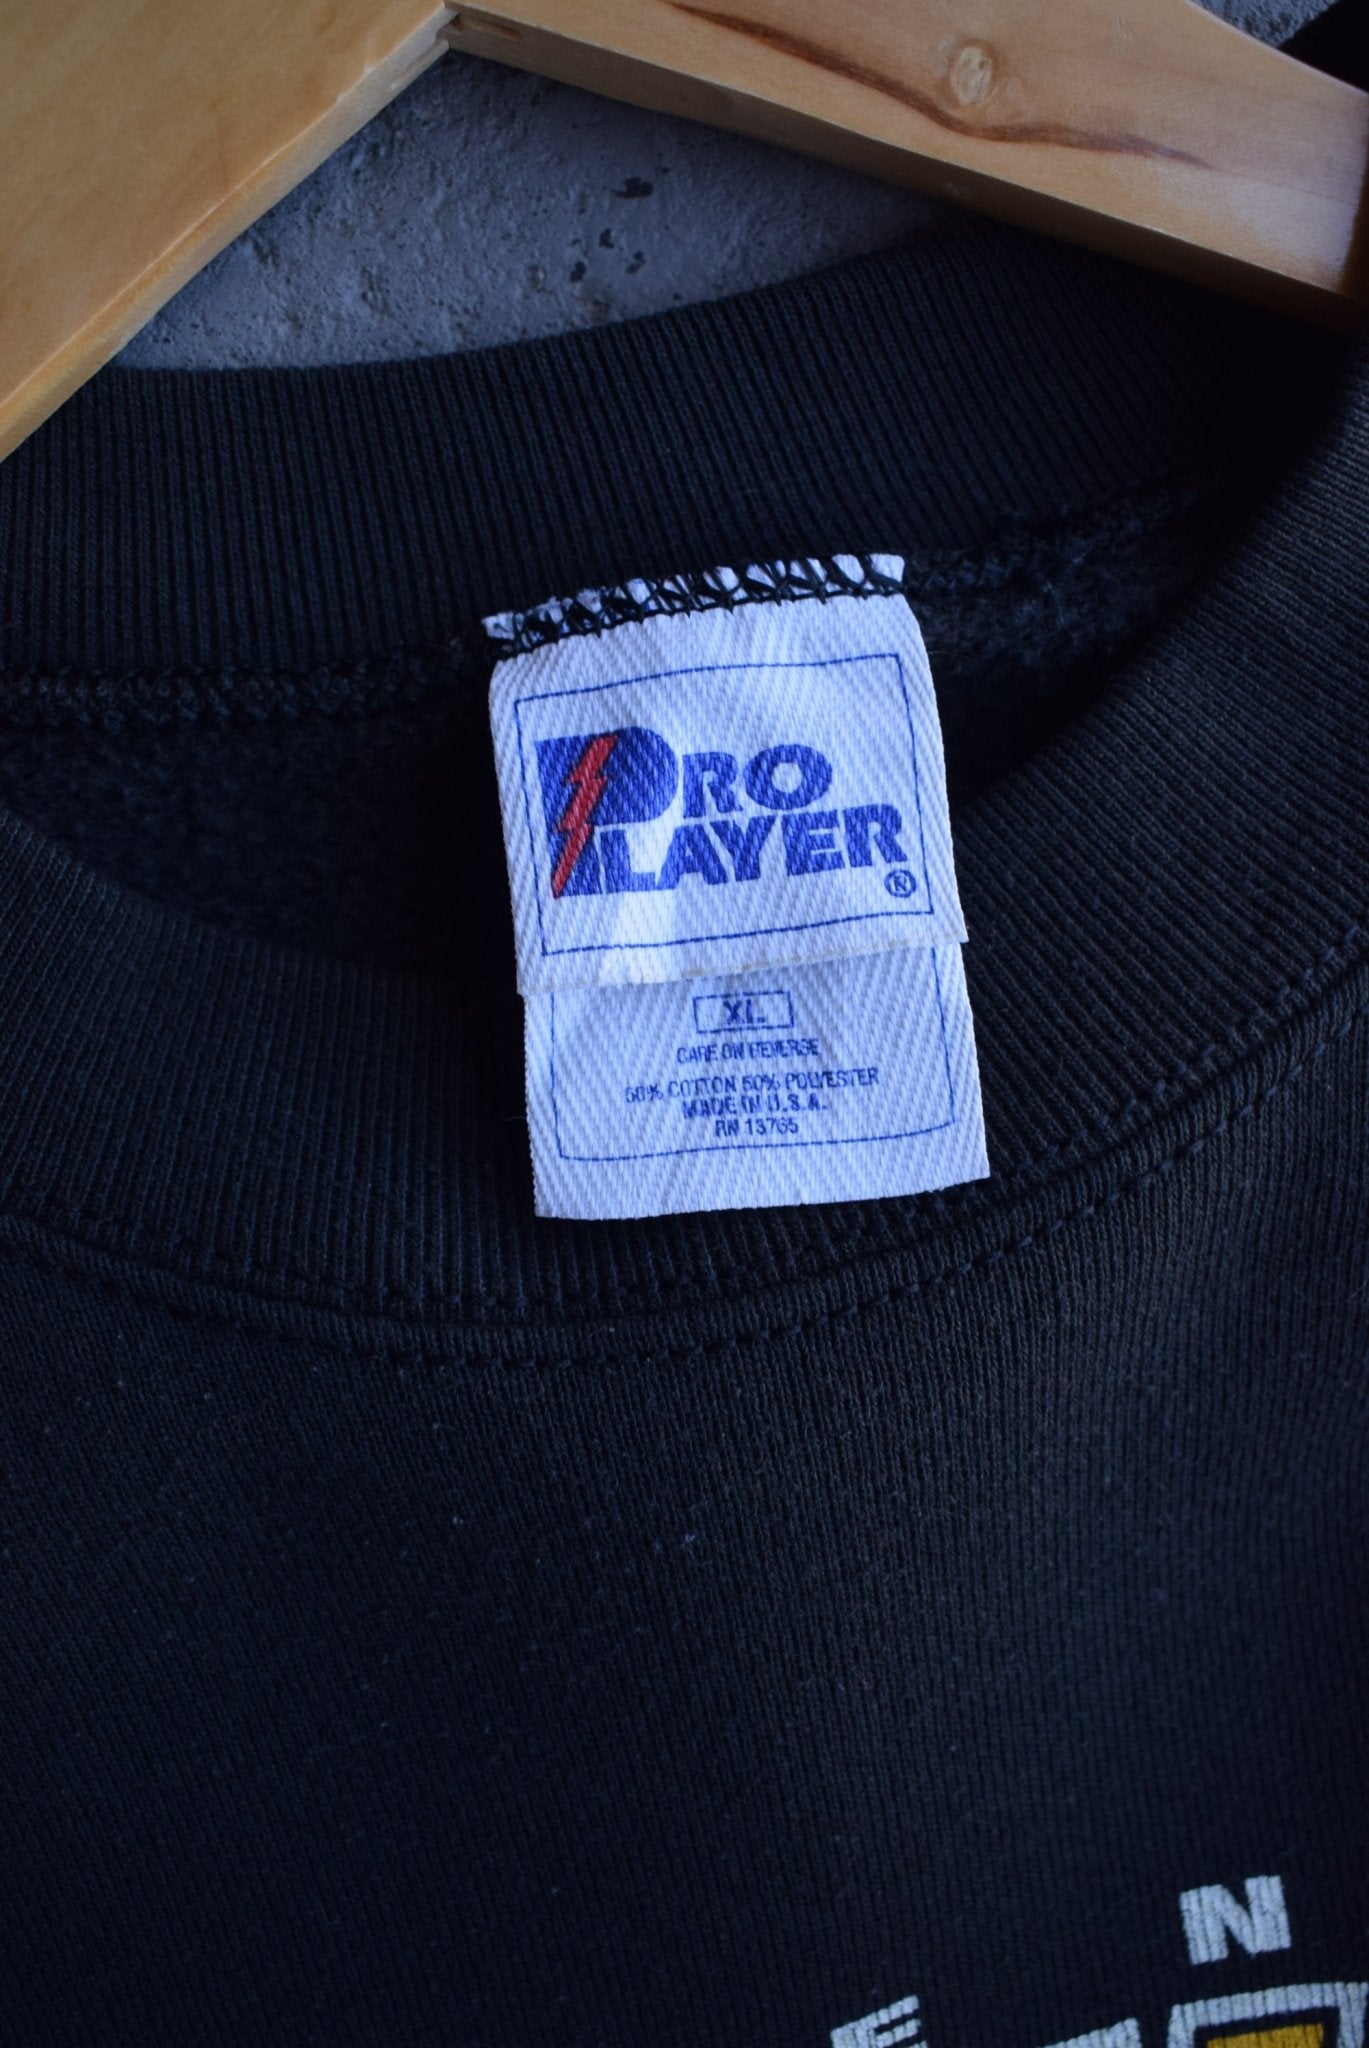 PRO
PLAYER
®
XL
CARE ON REVERSE
50% COTTON 50% POLYESTER
MADE IN U.S.A.
RN 13765
N
E